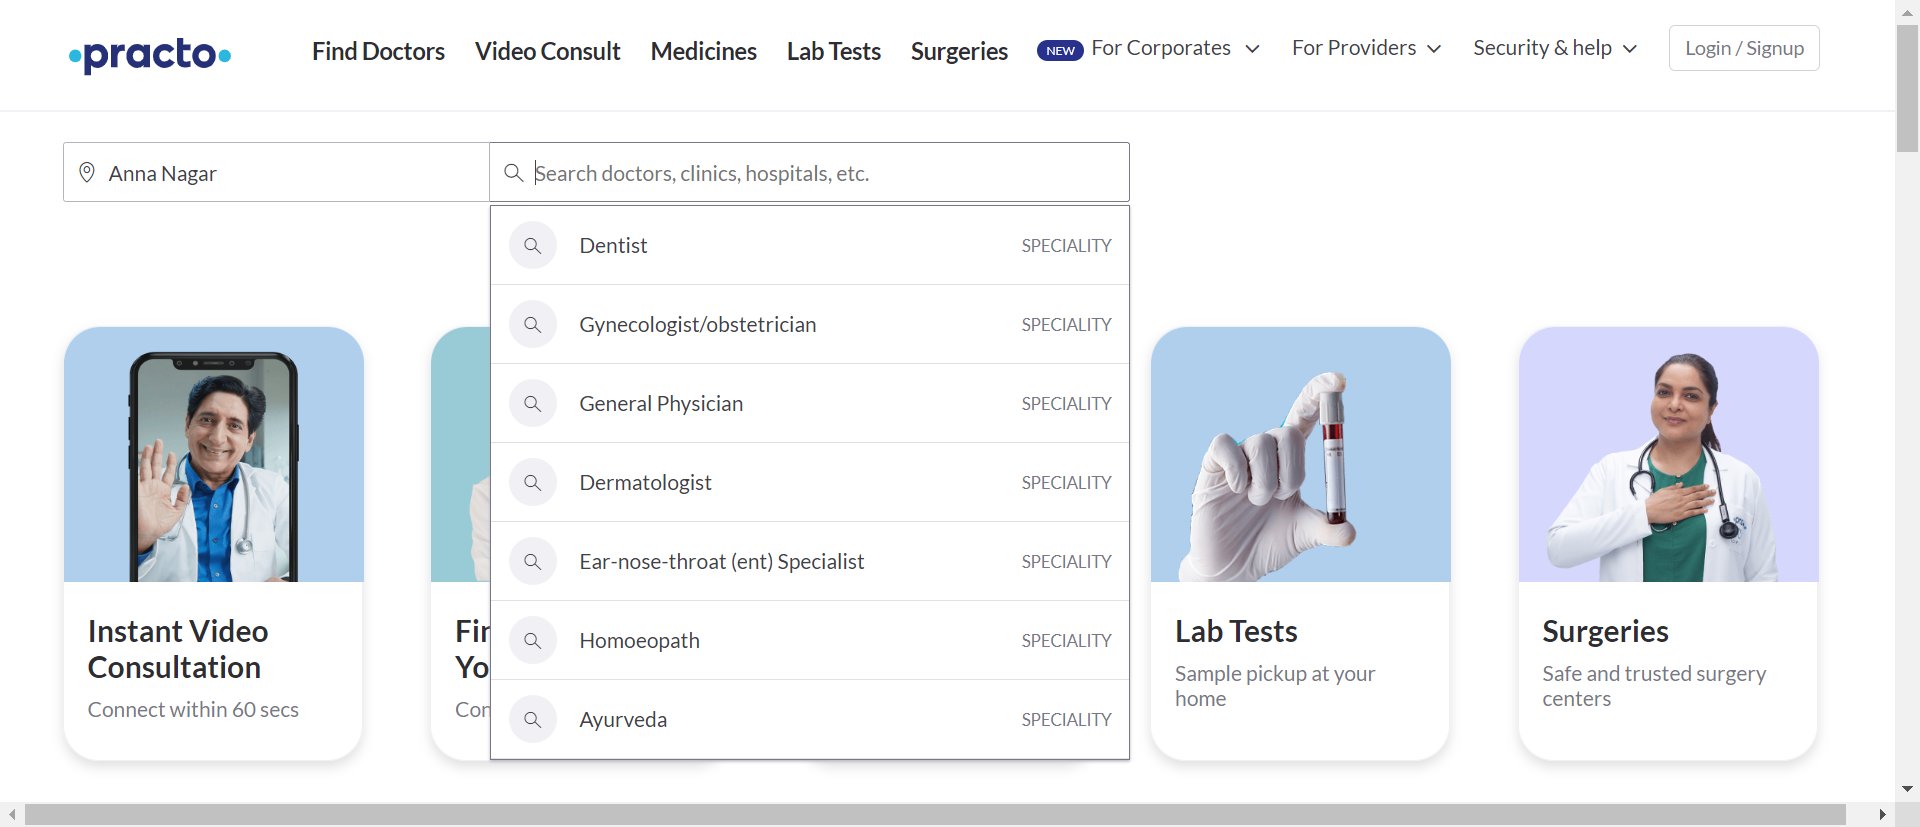 practo
Find Doctors
Video Consult
Medicines
Lab Tests
Surgeries
NEW
For Corporates
For Providers
Security & help
Login / Signup
Anna Nagar
Search doctors, clinics, hospitals, etc.
Dentist SPECIALITY
Gynecologist/obstetrician SPECIALITY
General Physician SPECIALITY
Dermatologist SPECIALITY
Ear-nose-throat (ent) Specialist SPECIALITY
Homoeopath SPECIALITY
Ayurveda SPECIALITY
Instant Video
Consultation
Connect within 60 secs
Lab Tests
Sample pickup at your
home
Surgeries
Safe and trusted surgery
centers